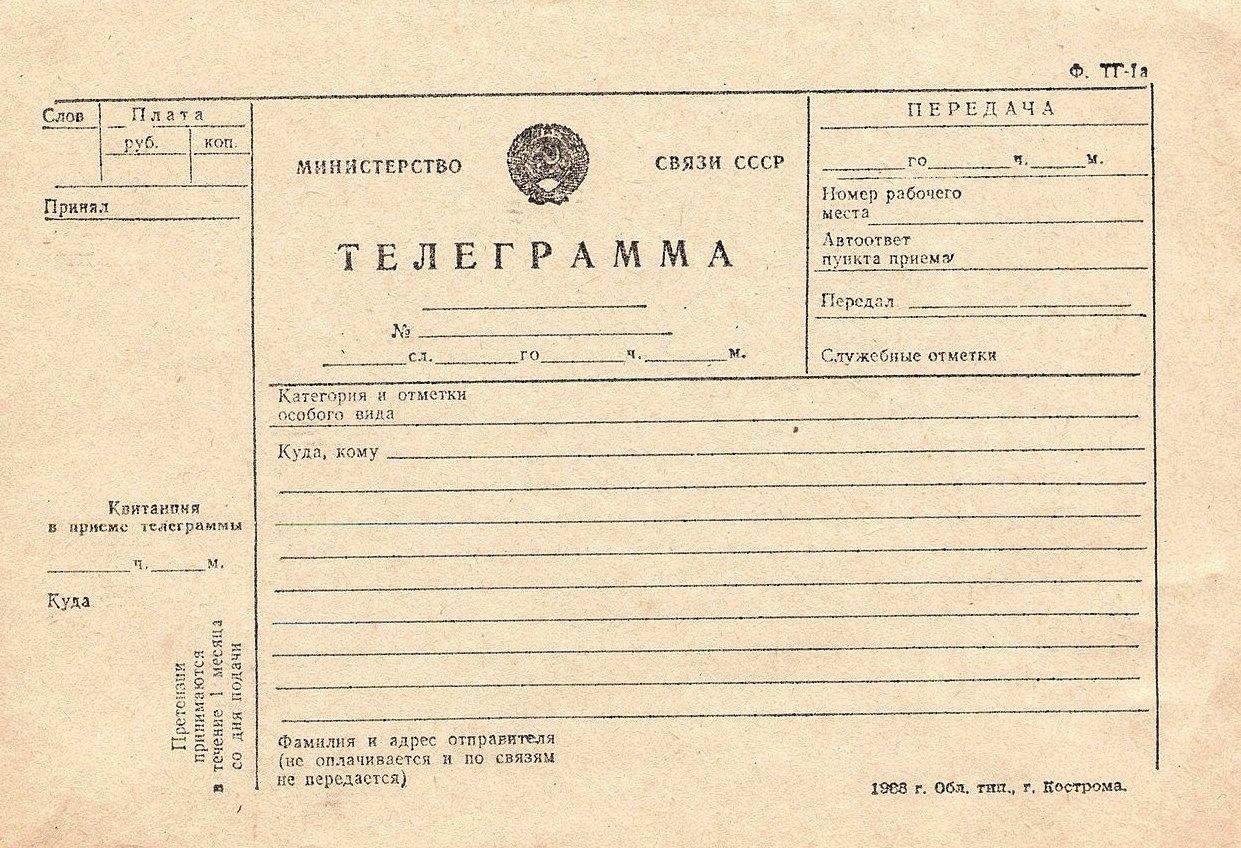 Ф. ТГ-1а
Слов
Плата
руб. коп.
Принял
МИНИСТЕРСТВО СВЯЗИ СССР
ТЕЛЕГРАММА
№
сл. го ч. м.
ПЕРЕДАЧА
го ч. м.
Номер рабочего
места
Автоответ
пункта приема
Передал
Служебные отметки
Категория и отметки
особого вида
Куда, кому
Квитанция
в приеме телеграммы
ч. м.
Куда
Претензии
принимаются
в течение 1 месяца
со дня подачи
Фамилия и адрес отправителя
(не оплачивается и по связям
не передается)
1988 г. Обл. тип., г. Кострома.